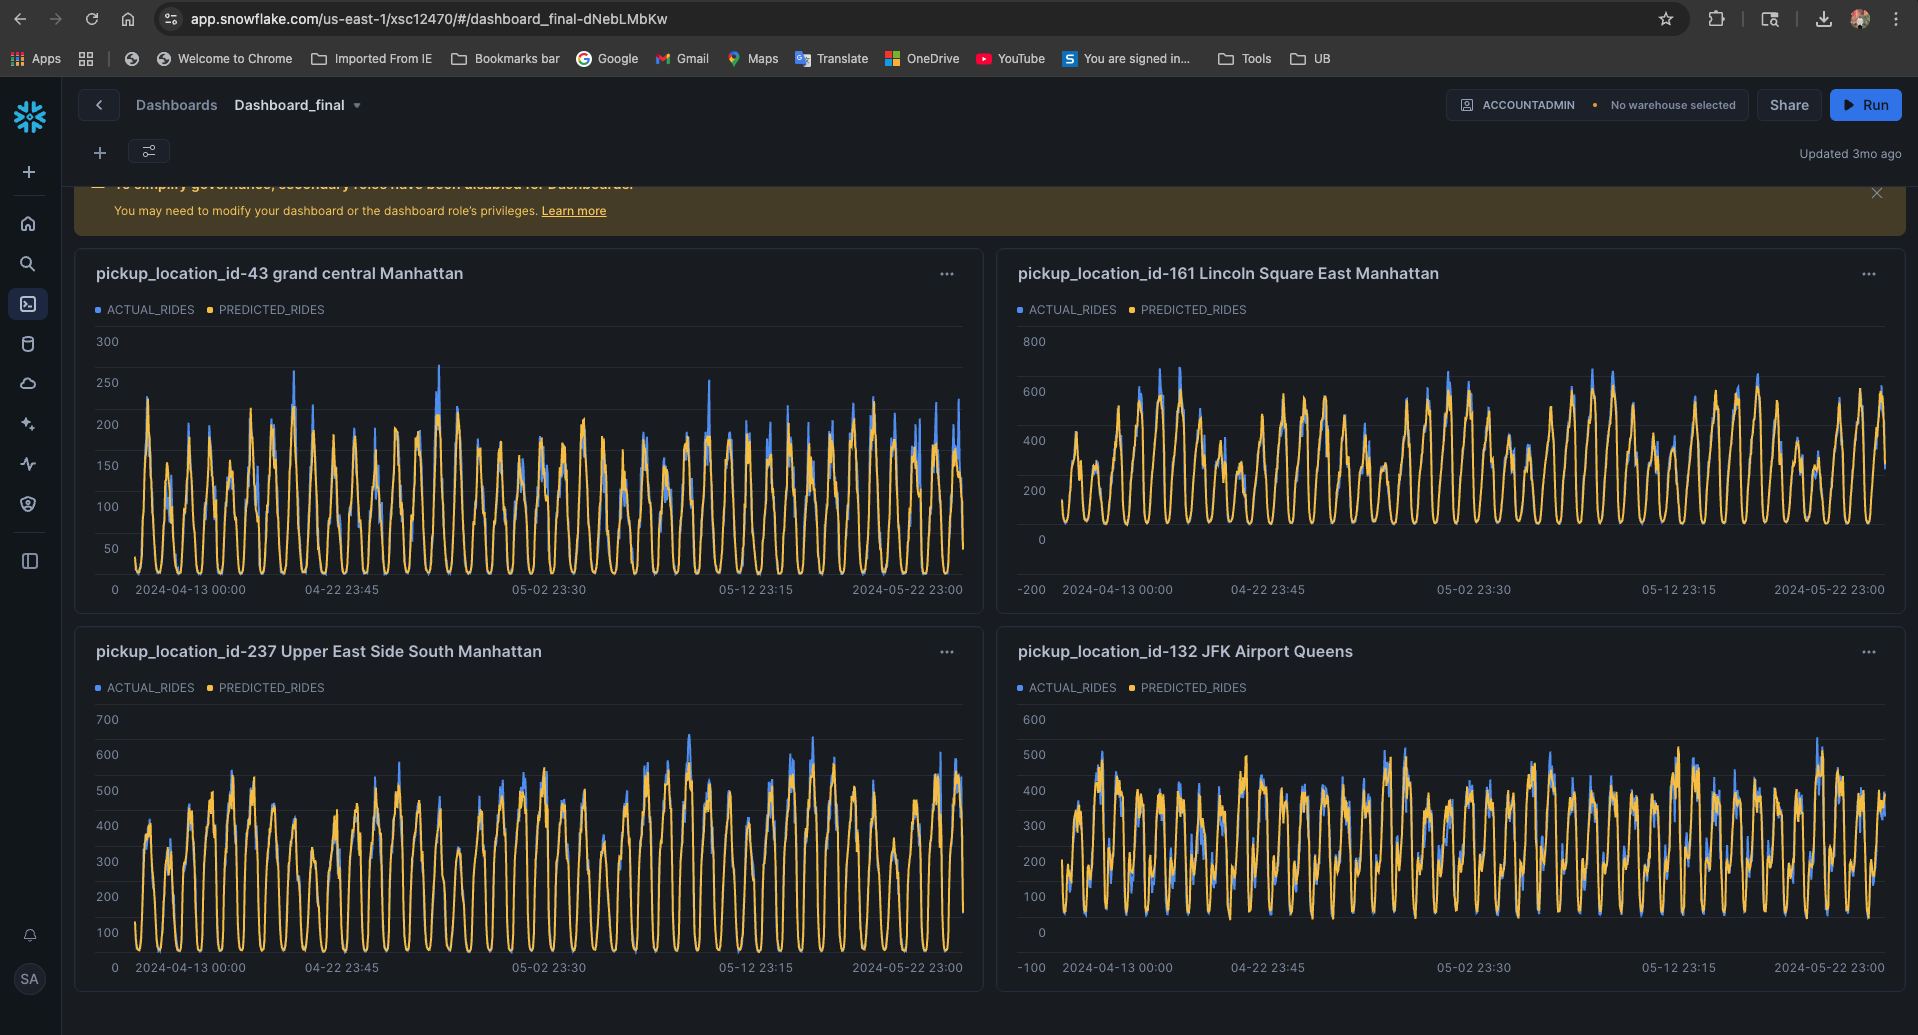 app.snowflake.com/us-east-1/xsc12470/#/dashboard_final-dNebLMbKw
Apps Welcome to Chrome Imported From IE Bookmarks bar Google Gmail Maps Translate OneDrive YouTube S You are signed in... Tools UB
Dashboards Dashboard_final ACCOUNTADMIN • No warehouse selected Share Run
Updated 3mo ago
To simplify governance, secondary roles have been disabled for Dashboards.
You may need to modify your dashboard or the dashboard role's privileges. Learn more
pickup_location_id-43 grand central Manhattan
ACTUAL_RIDES PREDICTED_RIDES
300
250
200
150
100
50
0
2024-04-13 00:00 04-22 23:45 05-02 23:30 05-12 23:15 2024-05-22 23:00
pickup_location_id-161 Lincoln Square East Manhattan
ACTUAL_RIDES PREDICTED_RIDES
800
600
400
200
0
-200
2024-04-13 00:00 04-22 23:45 05-02 23:30 05-12 23:15 2024-05-22 23:00
pickup_location_id-237 Upper East Side South Manhattan
ACTUAL_RIDES PREDICTED_RIDES
700
600
500
400
300
200
100
0
2024-04-13 00:00 04-22 23:45 05-02 23:30 05-12 23:15 2024-05-22 23:00
pickup_location_id-132 JFK Airport Queens
ACTUAL_RIDES PREDICTED_RIDES
600
500
400
300
200
100
0
-100
2024-04-13 00:00 04-22 23:45 05-02 23:30 05-12 23:15 2024-05-22 23:00
SA